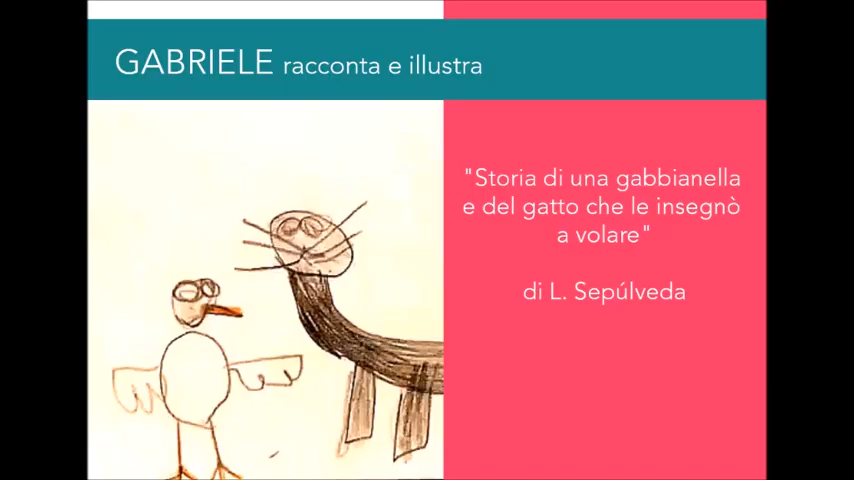 GABRIELE racconta e illustra
"Storia di una gabbianella
e del gatto che le insegnò
a volare"
di L. Sepúlveda